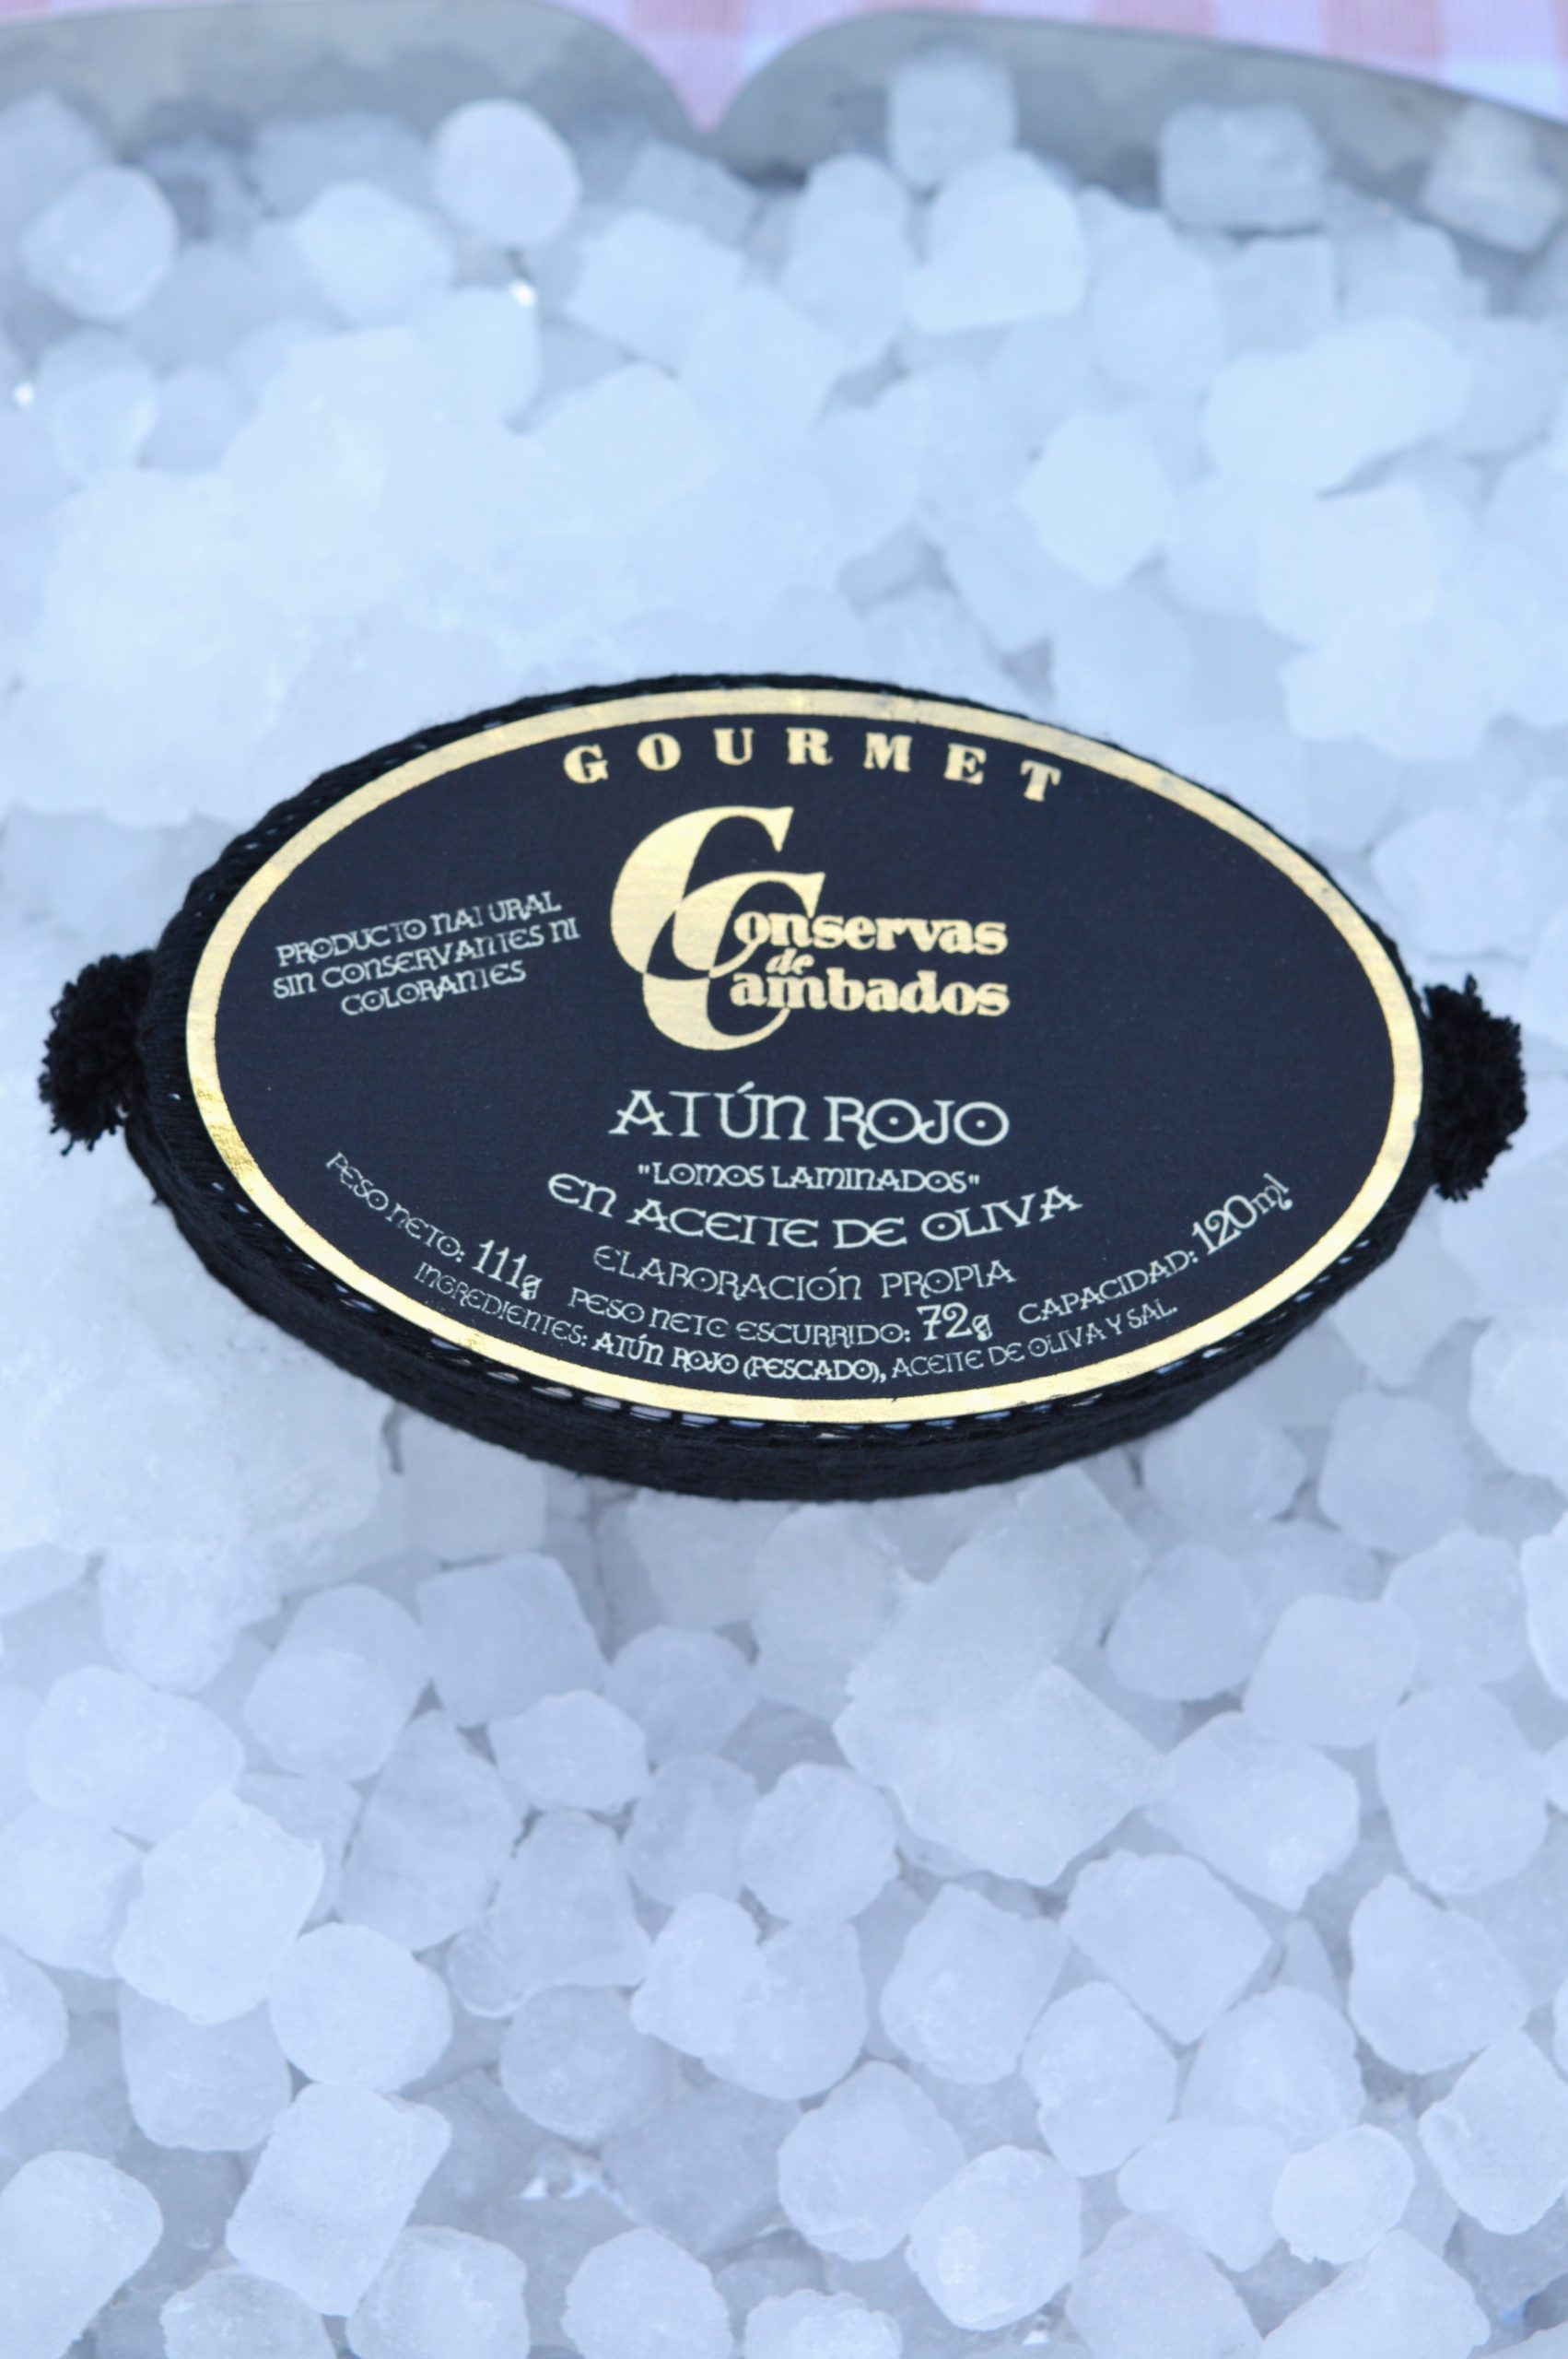 GOURMET
PRODUCTO NATURAL
SIN CONSERVANTES NI
COLORANTES
Conservas
de
Cambados
ATÚN ROJO
"LOMOS LAMINADOS"
EN ACEITE DE OLIVA
ELABORACIÓN PROPIA
PESO NETO: 111g PESO NETO ESCURRIDO: 72g CAPACIDAD: 120ml
INGREDIENTES: ATÚN ROJO (PESCADO), ACEITE DE OLIVA Y SAL.